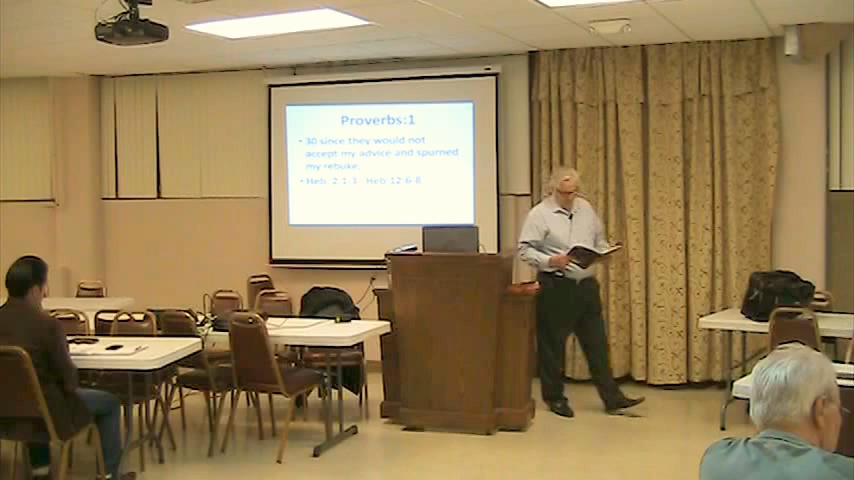 Proverbs:1
• 30 since they would not
accept my advice and spurned
my rebuke.
• Heb. 2:1-3 Heb 12:6-8